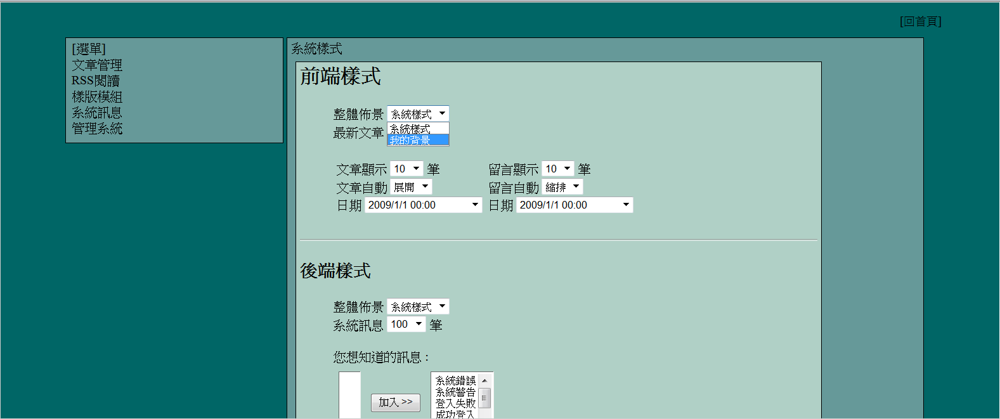 [回首頁]
[選單]
文章管理
RSS閱讀
樣版模組
系統訊息
管理系統
系統樣式
前端樣式
整體佈景 系統樣式
系統樣式
我的背景
最新文章
文章顯示 10 筆 留言顯示 10 筆
文章自動 展開 留言自動 縮排
日期 2009/1/1 00:00 日期 2009/1/1 00:00
後端樣式
整體佈景 系統樣式
系統訊息 100 筆
您想知道的訊息：
加入 >>
系統錯誤
系統警告
登入失敗
成功登入